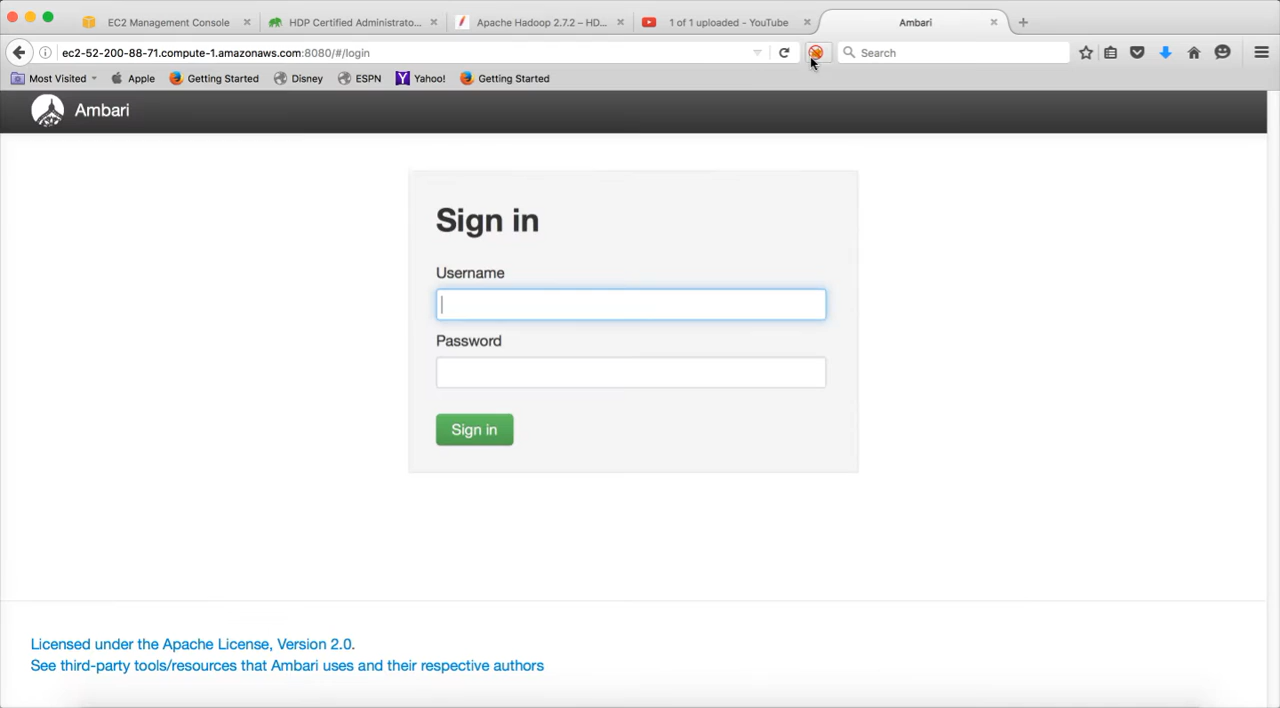 EC2 Management Console
HDP Certified Administrato...
Apache Hadoop 2.7.2 – HD...
1 of 1 uploaded - YouTube
Ambari
ec2-52-200-88-71.compute-1.amazonaws.com:8080/#/login
Search
Most Visited
Apple
Getting Started
Disney
ESPN
Yahoo!
Getting Started
Ambari
Sign in
Username
Password
Sign in
Licensed under the Apache License, Version 2.0.
See third-party tools/resources that Ambari uses and their respective authors